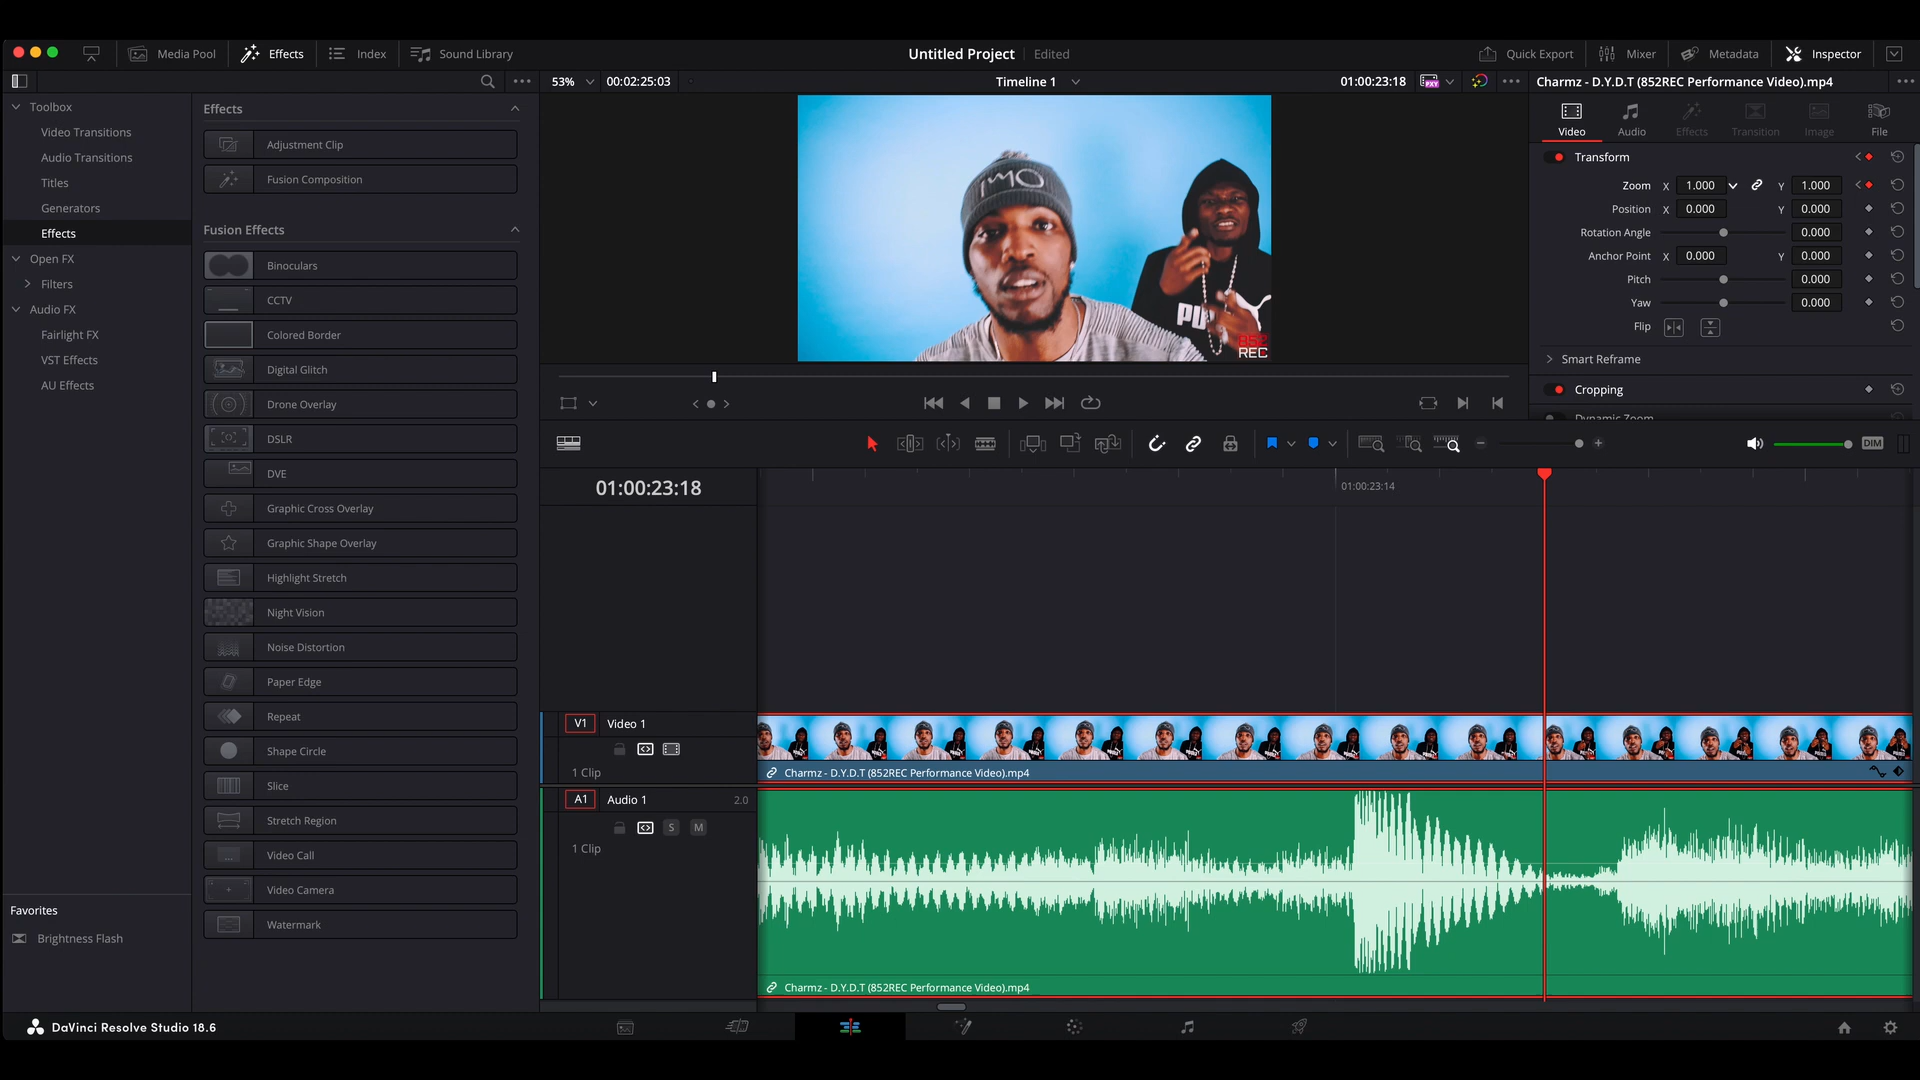 Media Pool
Effects
Index
Sound Library
Untitled Project
Edited
Quick Export
Mixer
Metadata
Inspector
53%
00:02:25:03
Timeline 1
01:00:23:18
PXY
Charmz - D.Y.D.T (852REC Performance Video).mp4
Toolbox
Video Transitions
Audio Transitions
Titles
Generators
Effects
Open FX
Filters
Audio FX
Fairlight FX
VST Effects
AU Effects
Favorites
Brightness Flash
Effects
Adjustment Clip
Fusion Composition
Fusion Effects
Binoculars
CCTV
Colored Border
Digital Glitch
Drone Overlay
DSLR
DVE
Graphic Cross Overlay
Graphic Shape Overlay
Highlight Stretch
Night Vision
Noise Distortion
Paper Edge
Repeat
Shape Circle
Slice
Stretch Region
Video Call
Video Camera
Watermark
852
REC
Video
Audio
Effects
Transition
Image
File
Transform
Zoom X 1.000 Y 1.000
Position X 0.000 Y 0.000
Rotation Angle 0.000
Anchor Point X 0.000 Y 0.000
Pitch 0.000
Yaw 0.000
Flip
Smart Reframe
Cropping
Dynamic Zoom
DIM
01:00:23:18
01:00:23:14
V1 Video 1
1 Clip
Charmz - D.Y.D.T (852REC Performance Video).mp4
A1 Audio 1 2.0
S M
1 Clip
Charmz - D.Y.D.T (852REC Performance Video).mp4
DaVinci Resolve Studio 18.6